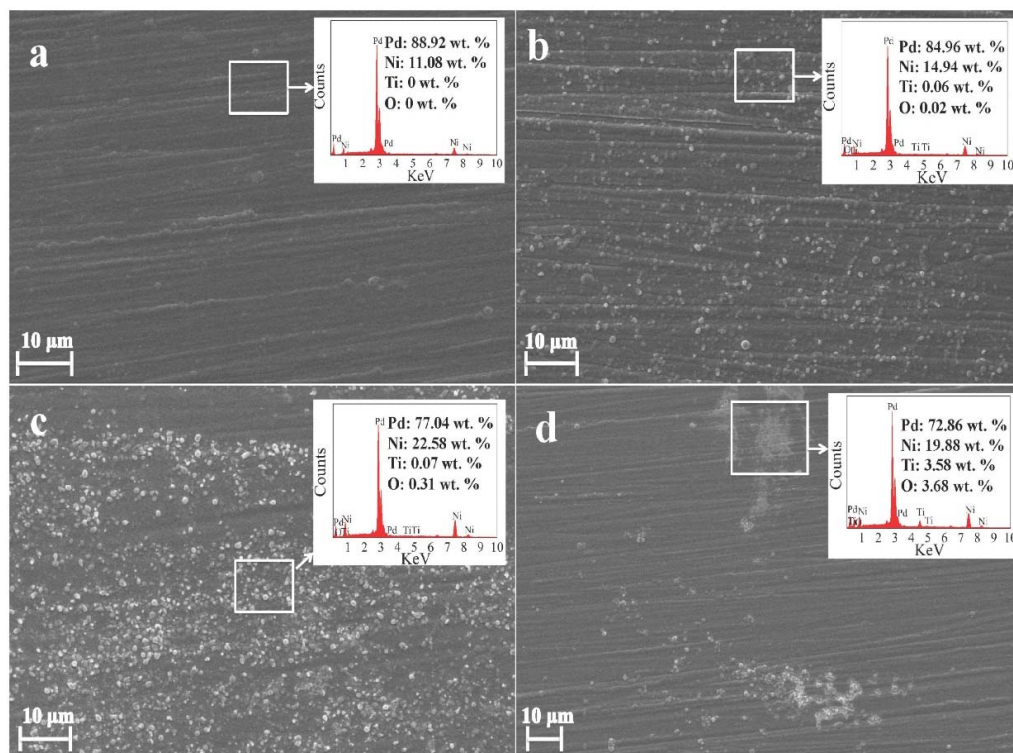 a
Pd
Pd: 88.92 wt. %
Ni: 11.08 wt. %
Ti: 0 wt. %
O: 0 wt. %
Counts
Pd
Ni
Pd
Ni
Ni
1 2 3 4 5 6 7 8 9 10
KeV
10 µm
b
Pd: 84.96 wt. %
Ni: 14.94 wt. %
Ti: 0.06 wt. %
O: 0.02 wt. %
Counts
Pd
Ni
Pd
Ti Ti
Ni
Ni
1 2 3 4 5 6 7 8 9 10
KeV
10 µm
c
Pd
Pd: 77.04 wt. %
Ni: 22.58 wt. %
Ti: 0.07 wt. %
O: 0.31 wt. %
Counts
Pd
Ni
Pd
TiTi
Ni
Ni
1 2 3 4 5 6 7 8 9 10
KeV
10 µm
d
Pd
Pd: 72.86 wt. %
Ni: 19.88 wt. %
Ti: 3.58 wt. %
O: 3.68 wt. %
Counts
Pd
Ni
Pd
Ti
Ti
Ni
Ni
1 2 3 4 5 6 7 8 9 10
KeV
10 µm